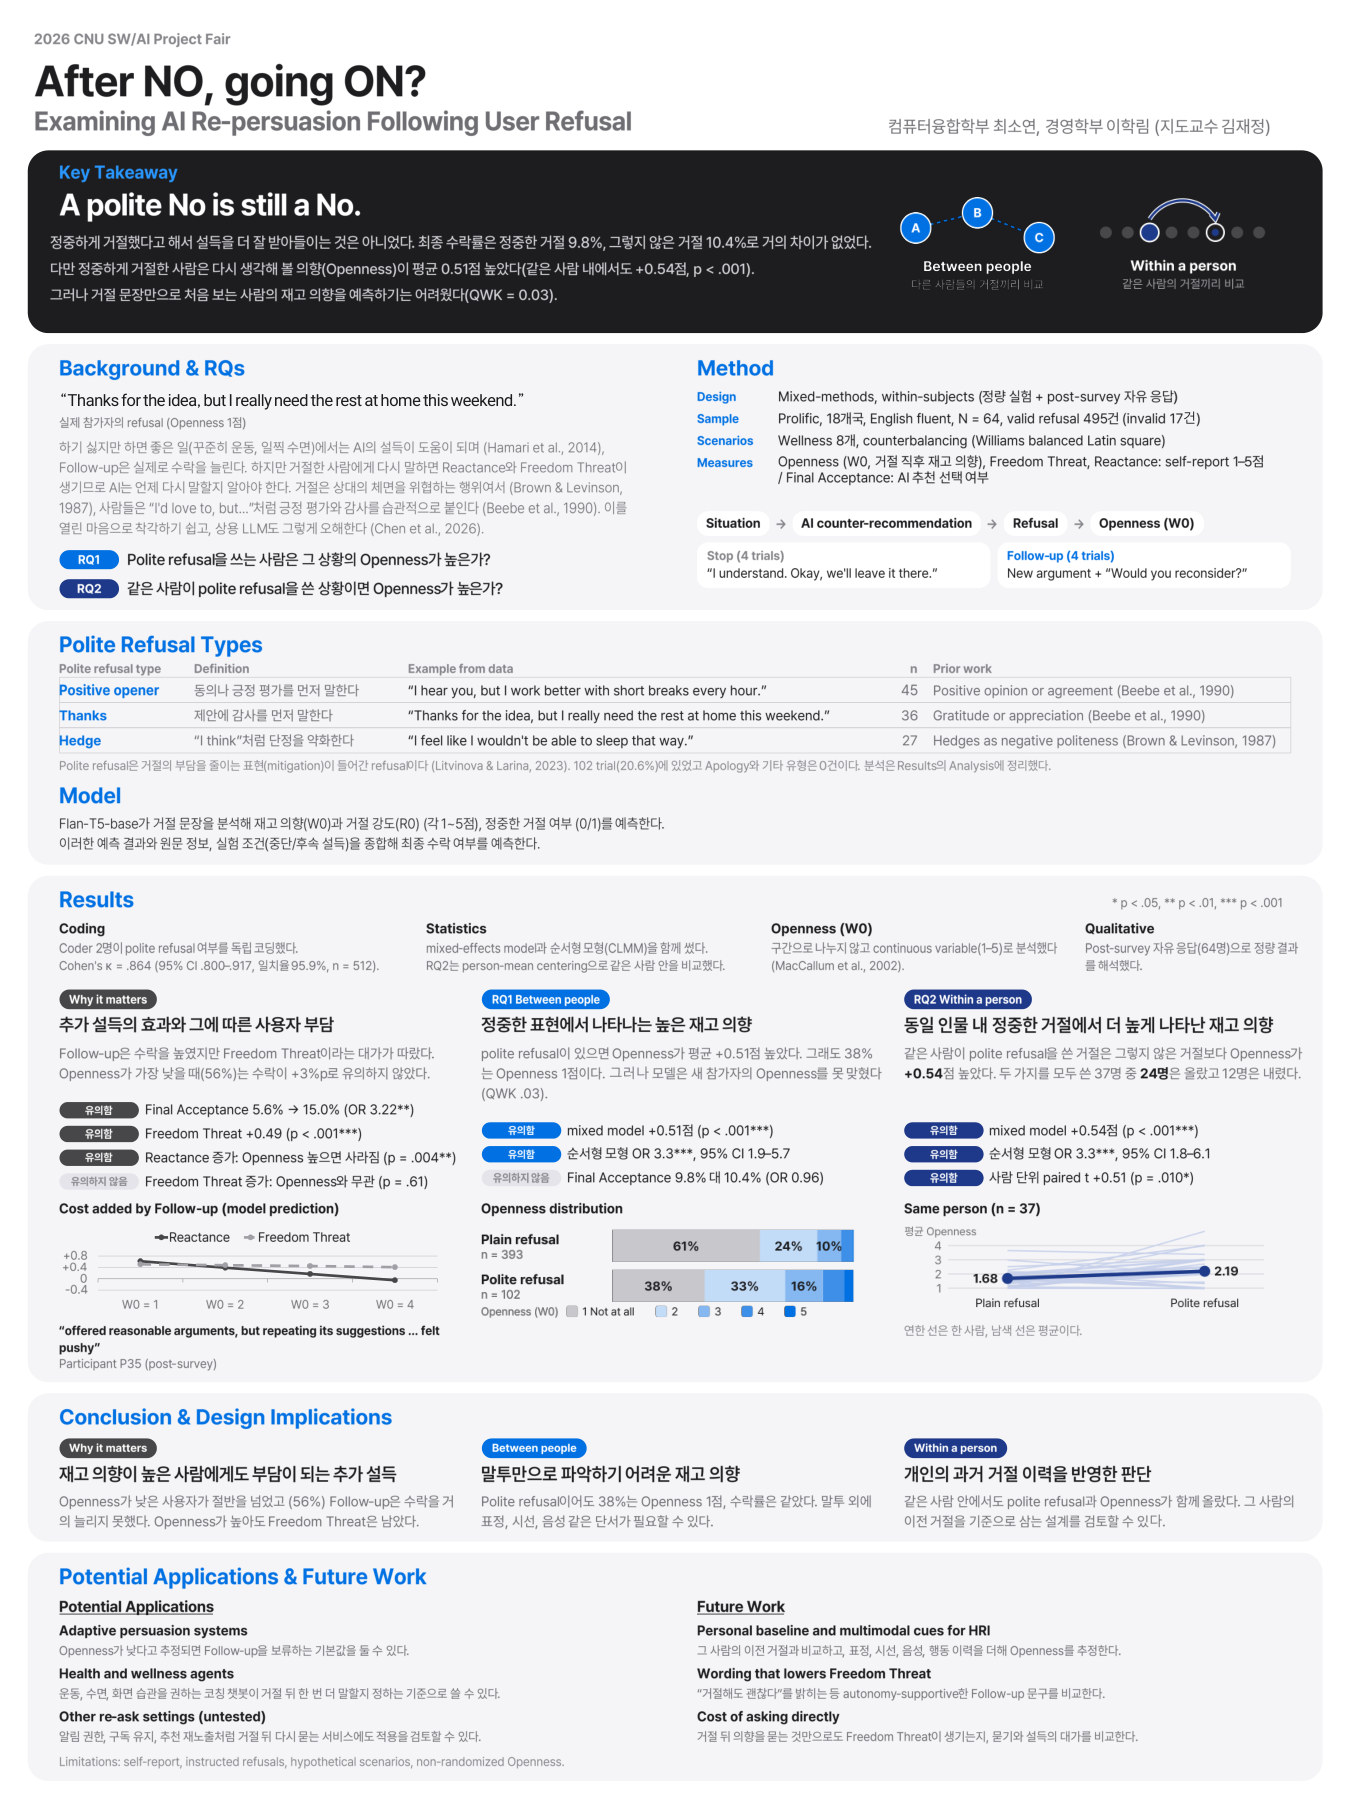 2026 CNU SW/AI Project Fair
After NO, going ON?
Examining AI Re-persuasion Following User Refusal
컴퓨터융합학부 최소연, 경영학부 이학림 (지도교수 김재정)
Key Takeaway
A polite No is still a No.
정중하게 거절했다고 해서 설득을 더 잘 받아들이는 것은 아니었다. 최종 수락률은 정중한 거절 9.8%, 그렇지 않은 거절 10.4%로 거의 차이가 없었다.
다만 정중하게 거절한 사람은 다시 생각해 볼 의향(Openness)이 평균 0.51점 높았다(같은 사람 내에서도 +0.54점, p < .001).
그러나 거절 문장만으로 처음 보는 사람의 재고 의향을 예측하기는 어려웠다(QWK = 0.03).
A
B
C
Between people
다른 사람들의 거절끼리 비교
Within a person
같은 사람의 거절끼리 비교
Background & RQs
“Thanks for the idea, but I really need the rest at home this weekend.”
실제 참가자의 refusal (Openness 1점)
하기 싫지만 하면 좋은 일(꾸준히 운동, 일찍 수면)에서는 AI의 설득이 도움이 되며 (Hamari et al., 2014),
Follow-up은 실제로 수락을 늘린다. 하지만 거절한 사람에게 다시 말하면 Reactance와 Freedom Threat이
생기므로 AI는 언제 다시 말할지 알아야 한다. 거절은 상대의 체면을 위협하는 행위여서 (Brown & Levinson,
1987), 사람들은 “I'd love to, but...”처럼 긍정 평가와 감사를 습관적으로 붙인다 (Beebe et al., 1990). 이를
열린 마음으로 착각하기 쉽고, 상용 LLM도 그렇게 오해한다 (Chen et al., 2026).
RQ1 Polite refusal을 쓰는 사람은 그 상황의 Openness가 높은가?
RQ2 같은 사람이 polite refusal을 쓴 상황이면 Openness가 높은가?
Method
Design Mixed-methods, within-subjects (정량 실험 + post-survey 자유 응답)
Sample Prolific, 18개국, English fluent, N = 64, valid refusal 495건 (invalid 17건)
Scenarios Wellness 8개, counterbalancing (Williams balanced Latin square)
Measures Openness (W0, 거절 직후 재고 의향), Freedom Threat, Reactance: self-report 1–5점
/ Final Acceptance: AI 추천 선택 여부
Situation → AI counter-recommendation → Refusal → Openness (W0)
Stop (4 trials)
“I understand. Okay, we'll leave it there.”
Follow-up (4 trials)
New argument + “Would you reconsider?”
Polite Refusal Types
Polite refusal type Definition Example from data n Prior work
Positive opener 동의나 긍정 평가를 먼저 말한다 “I hear you, but I work better with short breaks every hour.” 45 Positive opinion or agreement (Beebe et al., 1990)
Thanks 제안에 감사를 먼저 말한다 “Thanks for the idea, but I really need the rest at home this weekend.” 36 Gratitude or appreciation (Beebe et al., 1990)
Hedge “I think”처럼 단정을 약화한다 “I feel like I wouldn't be able to sleep that way.” 27 Hedges as negative politeness (Brown & Levinson, 1987)
Polite refusal은 거절의 부담을 줄이는 표현(mitigation)이 들어간 refusal이다 (Litvinova & Larina, 2023). 102 trial(20.6%)에 있었고 Apology와 기타 유형은 0건이다. 분석은 Results의 Analysis에 정리했다.
Model
Flan-T5-base가 거절 문장을 분석해 재고 의향(W0)과 거절 강도(R0) (각 1~5점), 정중한 거절 여부 (0/1)를 예측한다.
이러한 예측 결과와 원문 정보, 실험 조건(중단/후속 설득)을 종합해 최종 수락 여부를 예측한다.
Results
* p < .05, ** p < .01, *** p < .001
Coding
Coder 2명이 polite refusal 여부를 독립 코딩했다.
Cohen's κ = .864 (95% CI .800–.917, 일치율 95.9%, n = 512).
Statistics
mixed-effects model과 순서형 모형(CLMM)을 함께 썼다.
RQ2는 person-mean centering으로 같은 사람 안을 비교했다.
Openness (W0)
구간으로 나누지 않고 continuous variable(1–5)로 분석했다
(MacCallum et al., 2002).
Qualitative
Post-survey 자유 응답(64명)으로 정량 결과
를 해석했다.
Why it matters
추가 설득의 효과와 그에 따른 사용자 부담
Follow-up은 수락을 높였지만 Freedom Threat이라는 대가가 따랐다.
Openness가 가장 낮을 때(56%)는 수락이 +3%p로 유의하지 않았다.
유의함 Final Acceptance 5.6% → 15.0% (OR 3.22**)
유의함 Freedom Threat +0.49 (p < .001***)
유의함 Reactance 증가: Openness 높으면 사라짐 (p = .004**)
유의하지 않음 Freedom Threat 증가: Openness와 무관 (p = .61)
Cost added by Follow-up (model prediction)
Reactance Freedom Threat
+0.8
+0.4
0
-0.4
W0 = 1 W0 = 2 W0 = 3 W0 = 4
“offered reasonable arguments, but repeating its suggestions ... felt
pushy”
Participant P35 (post-survey)
RQ1 Between people
정중한 표현에서 나타나는 높은 재고 의향
polite refusal이 있으면 Openness가 평균 +0.51점 높았다. 그래도 38%
는 Openness 1점이다. 그러나 모델은 새 참가자의 Openness를 못 맞혔다
(QWK .03).
유의함 mixed model +0.51점 (p < .001***)
유의함 순서형 모형 OR 3.3***, 95% CI 1.9–5.7
유의하지 않음 Final Acceptance 9.8% 대 10.4% (OR 0.96)
Openness distribution
Plain refusal
n = 393
61% 24% 10%
Polite refusal
n = 102
38% 33% 16%
Openness (W0) 1 Not at all 2 3 4 5
RQ2 Within a person
동일 인물 내 정중한 거절에서 더 높게 나타난 재고 의향
같은 사람이 polite refusal을 쓴 거절은 그렇지 않은 거절보다 Openness가
+0.54점 높았다. 두 가지를 모두 쓴 37명 중 24명은 올랐고 12명은 내렸다.
유의함 mixed model +0.54점 (p < .001***)
유의함 순서형 모형 OR 3.3***, 95% CI 1.8–6.1
유의함 사람 단위 paired t +0.51 (p = .010*)
Same person (n = 37)
평균 Openness
4
3
2
1
1.68
2.19
Plain refusal Polite refusal
연한 선은 한 사람, 남색 선은 평균이다.
Conclusion & Design Implications
Why it matters
재고 의향이 높은 사람에게도 부담이 되는 추가 설득
Openness가 낮은 사용자가 절반을 넘었고 (56%) Follow-up은 수락을 거
의 늘리지 못했다. Openness가 높아도 Freedom Threat은 남았다.
Between people
말투만으로 파악하기 어려운 재고 의향
Polite refusal이어도 38%는 Openness 1점, 수락률은 같았다. 말투 외에
표정, 시선, 음성 같은 단서가 필요할 수 있다.
Within a person
개인의 과거 거절 이력을 반영한 판단
같은 사람 안에서도 polite refusal과 Openness가 함께 올랐다. 그 사람의
이전 거절을 기준으로 삼는 설계를 검토할 수 있다.
Potential Applications & Future Work
Potential Applications
Adaptive persuasion systems
Openness가 낮다고 추정되면 Follow-up을 보류하는 기본값을 둘 수 있다.
Health and wellness agents
운동, 수면, 화면 습관을 권하는 코칭 챗봇이 거절 뒤 한 번 더 말할지 정하는 기준으로 쓸 수 있다.
Other re-ask settings (untested)
알림 권한, 구독 유지, 추천 재노출처럼 거절 뒤 다시 묻는 서비스에도 적용을 검토할 수 있다.
Limitations: self-report, instructed refusals, hypothetical scenarios, non-randomized Openness.
Future Work
Personal baseline and multimodal cues for HRI
그 사람의 이전 거절과 비교하고, 표정, 시선, 음성, 행동 이력을 더해 Openness를 추정한다.
Wording that lowers Freedom Threat
“거절해도 괜찮다”를 밝히는 등 autonomy-supportive한 Follow-up 문구를 비교한다.
Cost of asking directly
거절 뒤 의향을 묻는 것만으로도 Freedom Threat이 생기는지, 묻기와 설득의 대가를 비교한다.